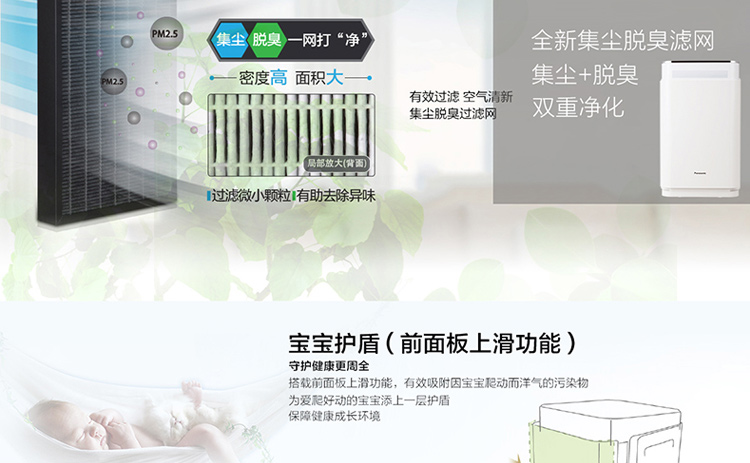 PM2.5
PM2.5
集尘 脱臭 一网打“净”
密度高 面积大
局部放大(背面)
过滤微小颗粒 有助去除异味
有效过滤 空气清新
集尘脱臭过滤网
全新集尘脱臭滤网
集尘+脱臭
双重净化
Panasonic
宝宝护盾（前面板上滑功能）
守护健康更周全
搭载前面板上滑功能，有效吸附因宝宝爬动而洋气的污染物
为爱爬好动的宝宝添上一层护盾
保障健康成长环境